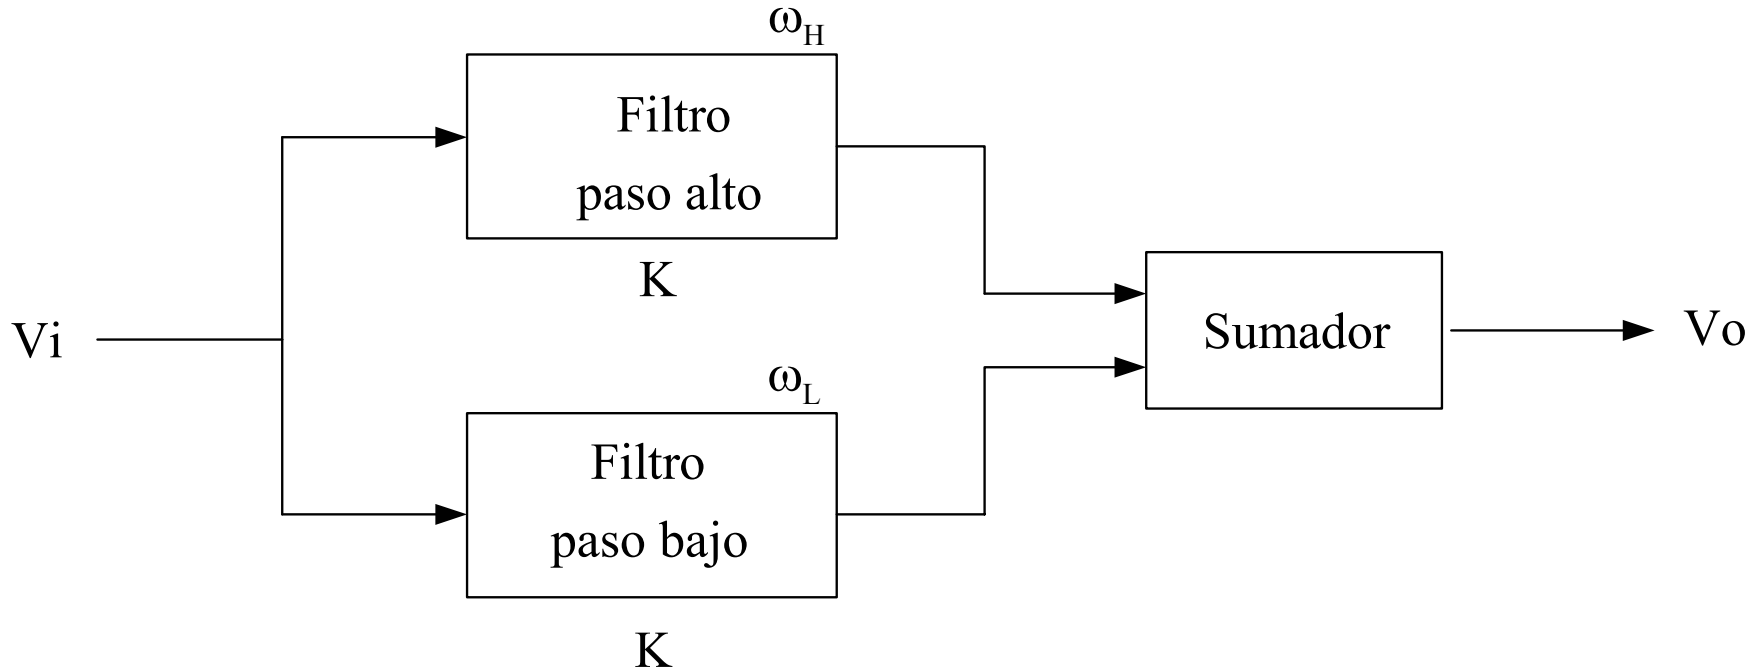 ωH
Filtro
paso alto
K
Vi
Sumador
Vo
ωL
Filtro
paso bajo
K